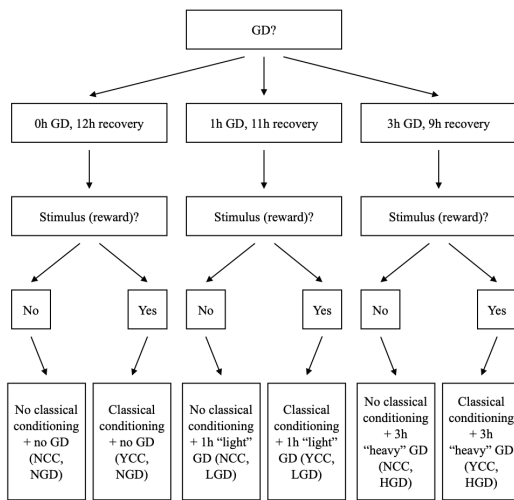 GD?
0h GD, 12h recovery
1h GD, 11h recovery
3h GD, 9h recovery
Stimulus (reward)?
Stimulus (reward)?
Stimulus (reward)?
No
Yes
No
Yes
No
Yes
No classical
conditioning
+ no GD
(NCC,
NGD)
Classical
conditioning
+ no GD
(YCC,
NGD)
No classical
conditioning
+ 1h “light”
GD (NCC,
LGD)
Classical
conditioning
+ 1h “light”
GD (YCC,
LGD)
No classical
conditioning
+ 3h
“heavy” GD
(NCC,
HGD)
Classical
conditioning
+ 3h
“heavy” GD
(YCC,
HGD)